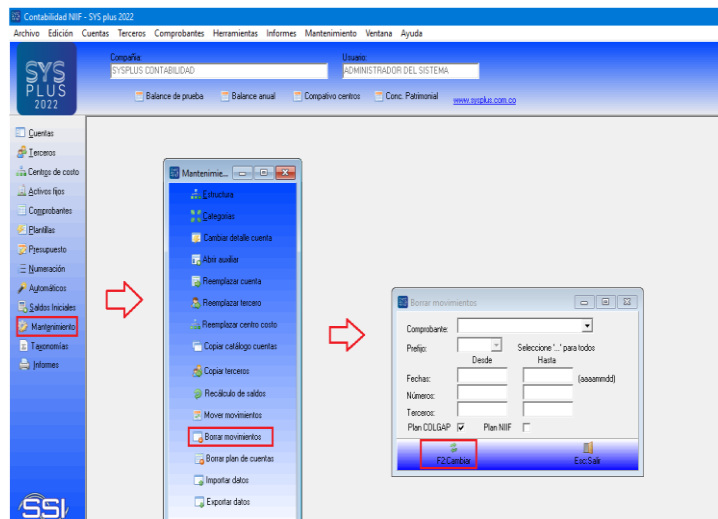 Contabilidad NIIF - SYS plus 2022
Archivo Edición Cuentas Terceros Comprobantes Herramientas Informes Mantenimiento Ventana Ayuda
SYS
PLUS
2022
Compañia: Usuario:
SYSPLUS CONTABILIDAD ADMINISTRADOR DEL SISTEMA
Balance de prueba Balance anual Compativo centros Conc. Patrimonial www.sysplus.com.co
Cuentas
Terceros
Centros de costo
Activos fijos
Comprobantes
Plantillas
Presupuesto
Numeración
Automáticos
Saldos Iniciales
Mantenimiento
Taxonomías
Informes
SSI
Mantenimie...
Estructura
Categorías
Cambiar detalle cuenta
Abrir auxiliar
Reemplazar cuenta
Reemplazar tercero
Reemplazar centro costo
Copiar catálogo cuentas
Copiar terceros
Recálculo de saldos
Mover movimientos
Borrar movimientos
Borrar plan de cuentas
Importar datos
Exportar datos
Borrar movimientos
Comprobante:
Prefijo: Seleccione '...' para todos
Desde Hasta
Fechas: (aaaammdd)
Números:
Terceros:
Plan COLGAP Plan NIIF
F2:Cambiar Esc:Salir